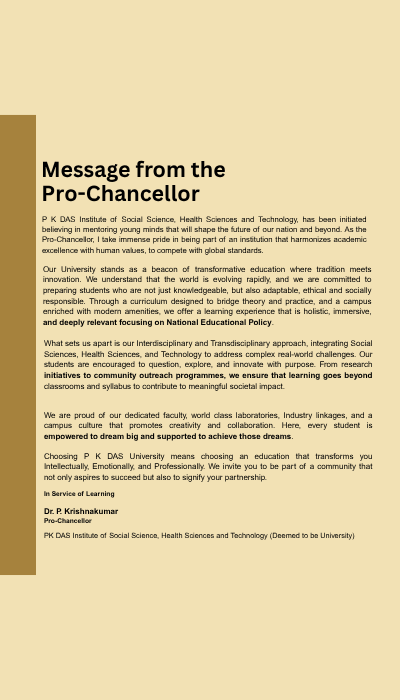 Message from the
Pro-Chancellor
P K DAS Institute of Social Science, Health Sciences and Technology, has been initiated
believing in mentoring young minds that will shape the future of our nation and beyond. As the
Pro-Chancellor, I take immense pride in being part of an institution that harmonizes academic
excellence with human values, to compete with global standards.
Our University stands as a beacon of transformative education where tradition meets
innovation. We understand that the world is evolving rapidly, and we are committed to
preparing students who are not just knowledgeable, but also adaptable, ethical and socially
responsible. Through a curriculum designed to bridge theory and practice, and a campus
enriched with modern amenities, we offer a learning experience that is holistic, immersive,
and deeply relevant focusing on National Educational Policy.
What sets us apart is our Interdisciplinary and Transdisciplinary approach, integrating Social
Sciences, Health Sciences, and Technology to address complex real-world challenges. Our
students are encouraged to question, explore, and innovate with purpose. From research
initiatives to community outreach programmes, we ensure that learning goes beyond
classrooms and syllabus to contribute to meaningful societal impact.
We are proud of our dedicated faculty, world class laboratories, Industry linkages, and a
campus culture that promotes creativity and collaboration. Here, every student is
empowered to dream big and supported to achieve those dreams.
Choosing P K DAS University means choosing an education that transforms you
Intellectually, Emotionally, and Professionally. We invite you to be part of a community that
not only aspires to succeed but also to signify your partnership.
In Service of Learning
Dr. P. Krishnakumar
Pro-Chancellor
PK DAS Institute of Social Science, Health Sciences and Technology (Deemed to be University)